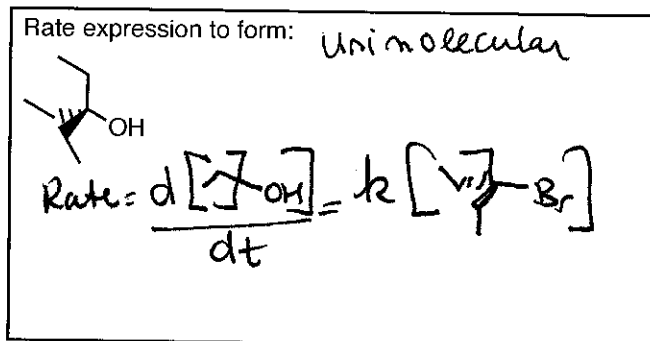 Rate expression to form: unimolecular
OH
Rate = d[OH] = k[Br]
dt